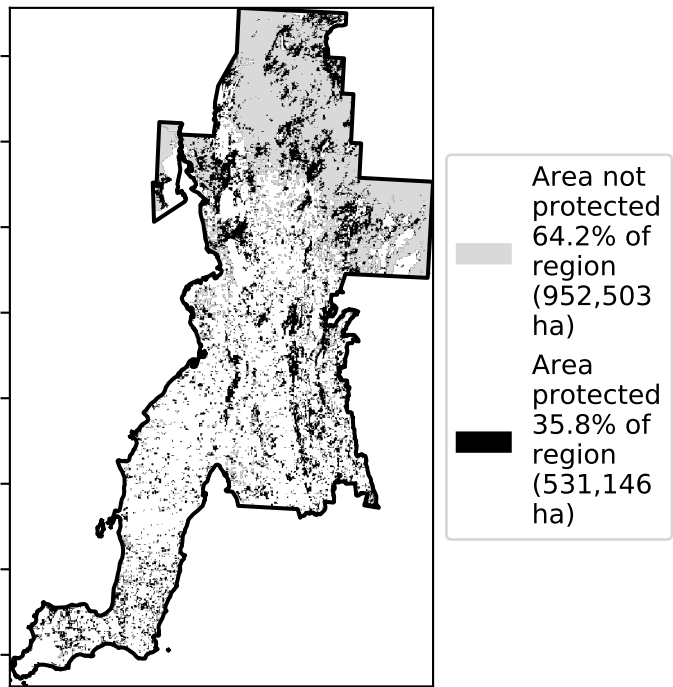 Area not
protected
64.2% of
region
(952,503
ha)
Area
protected
35.8% of
region
(531,146
ha)